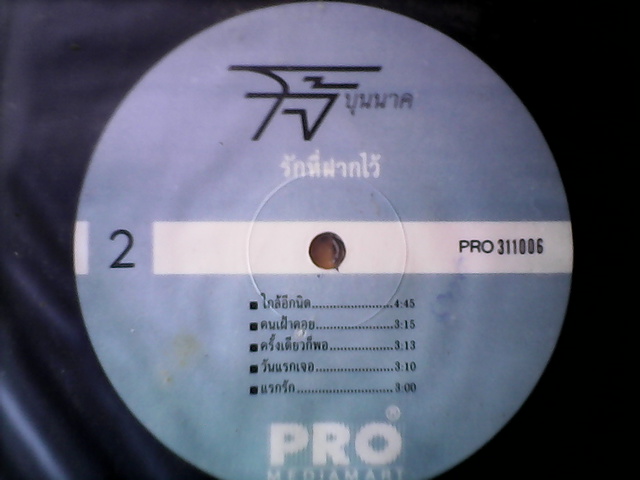 จิ๋ บุนนาค
รักที่ฝากไว้
2
PRO 311006
ใกล้อีกนิด 4:45
คนเฝ้าคอย 3:15
ครั้งเดียวก็พอ 3:13
วันแรกเจอ 3:10
แรกรัก 3:00
PRO®
MEDIAMART